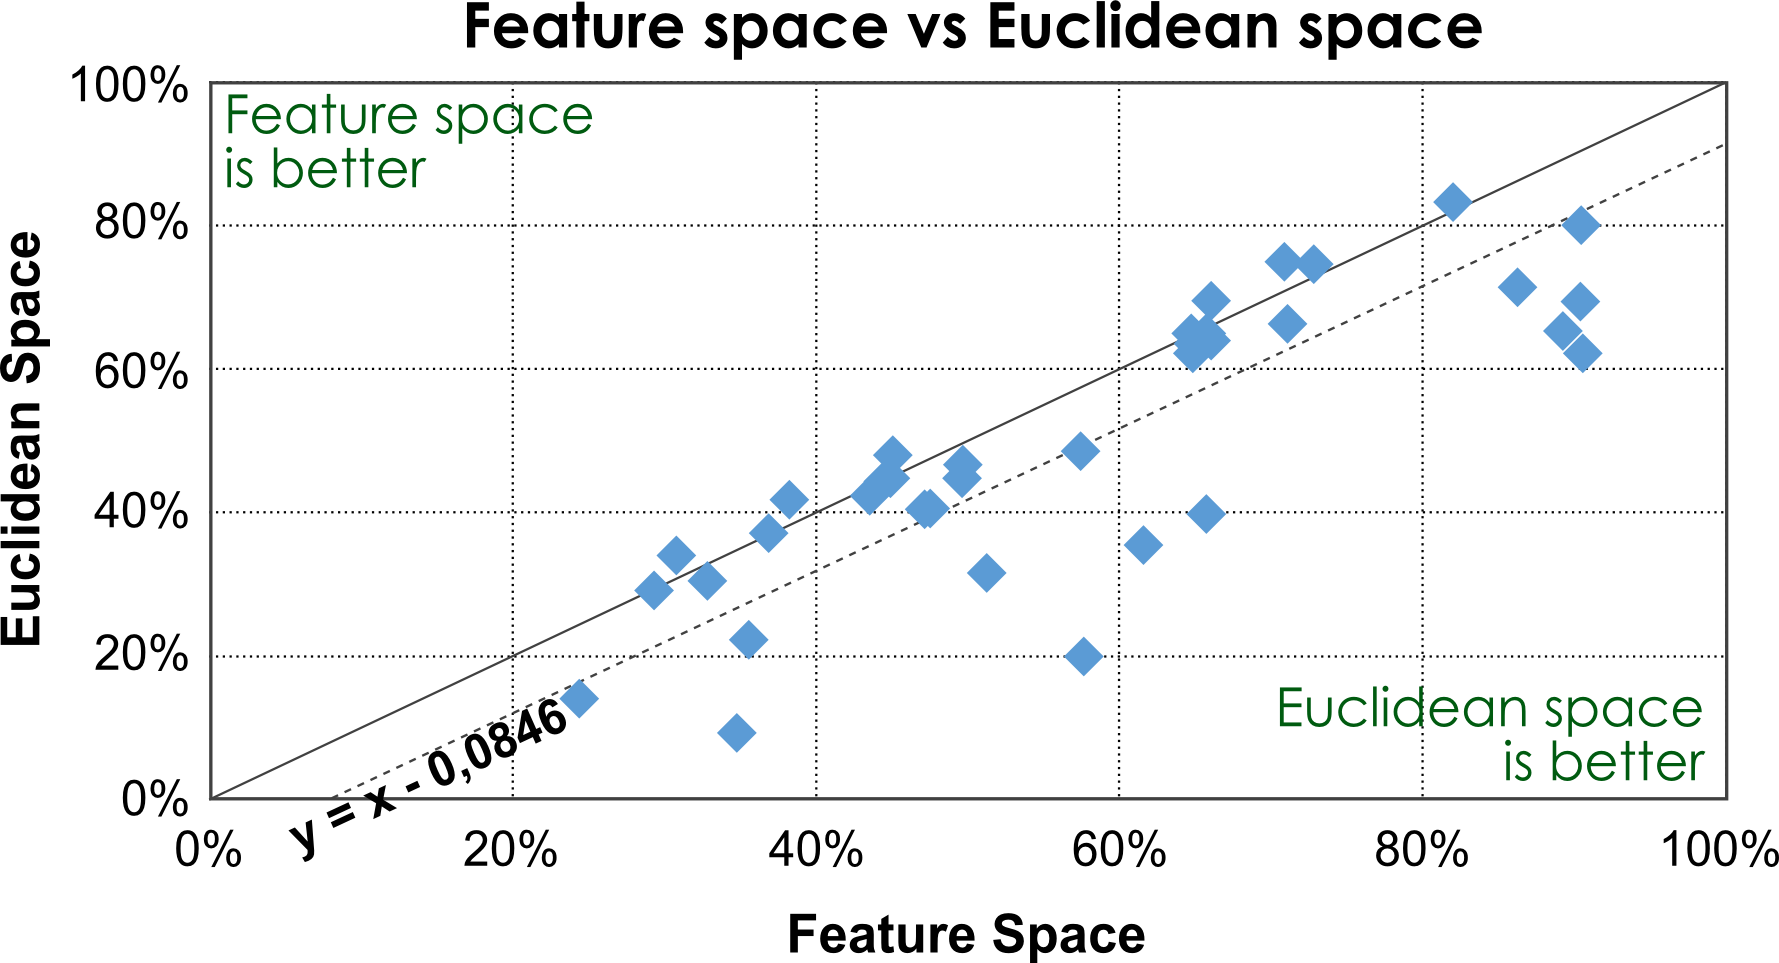 Feature space vs Euclidean space
100%
80%
60%
40%
20%
0%
Euclidean Space
Feature space
is better
y = x - 0,0846
Euclidean space
is better
0%
20%
40%
60%
80%
100%
Feature Space